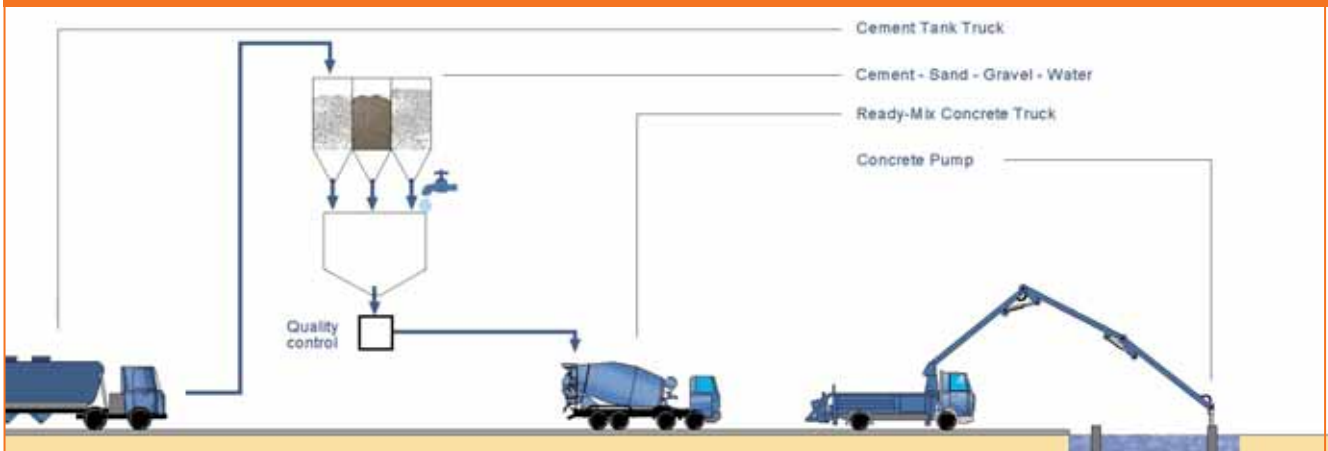 Cement Tank Truck
Cement - Sand - Gravel - Water
Ready-Mix Concrete Truck
Concrete Pump
Quality
control